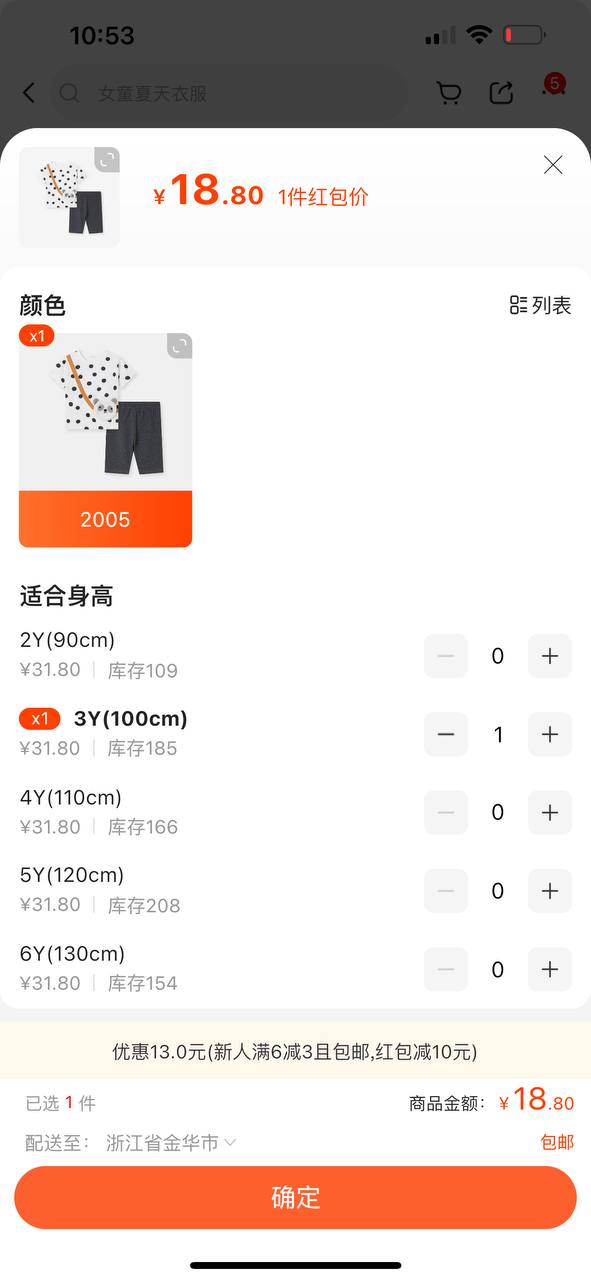 10:53
女童夏天衣服
5
¥18.80 1件红包价
颜色
列表
x1
2005
适合身高
2Y(90cm)
¥31.80 库存109
0
x1 3Y(100cm)
¥31.80 库存185
1
4Y(110cm)
¥31.80 库存166
0
5Y(120cm)
¥31.80 库存208
0
6Y(130cm)
¥31.80 库存154
0
优惠13.0元(新人满6减3且包邮,红包减10元)
已选 1 件
商品金额: ¥18.80
配送至: 浙江省金华市
包邮
确定